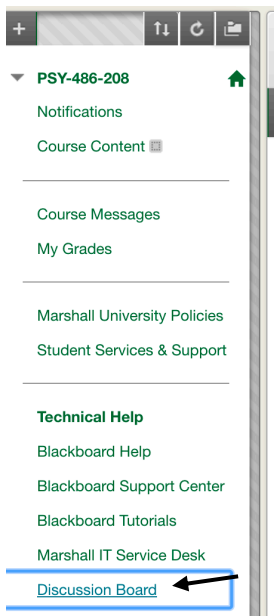 PSY-486-208
Notifications
Course Content
Course Messages
My Grades
Marshall University Policies
Student Services & Support
Technical Help
Blackboard Help
Blackboard Support Center
Blackboard Tutorials
Marshall IT Service Desk
Discussion Board